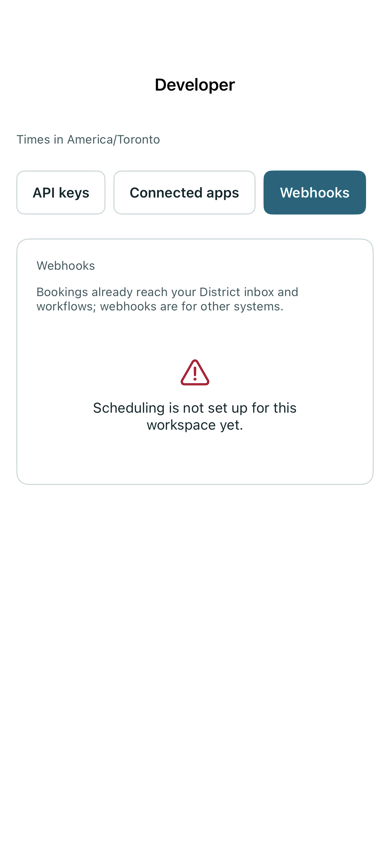 Developer
Times in America/Toronto
API keys
Connected apps
Webhooks
Webhooks
Bookings already reach your District inbox and
workflows; webhooks are for other systems.
Scheduling is not set up for this
workspace yet.